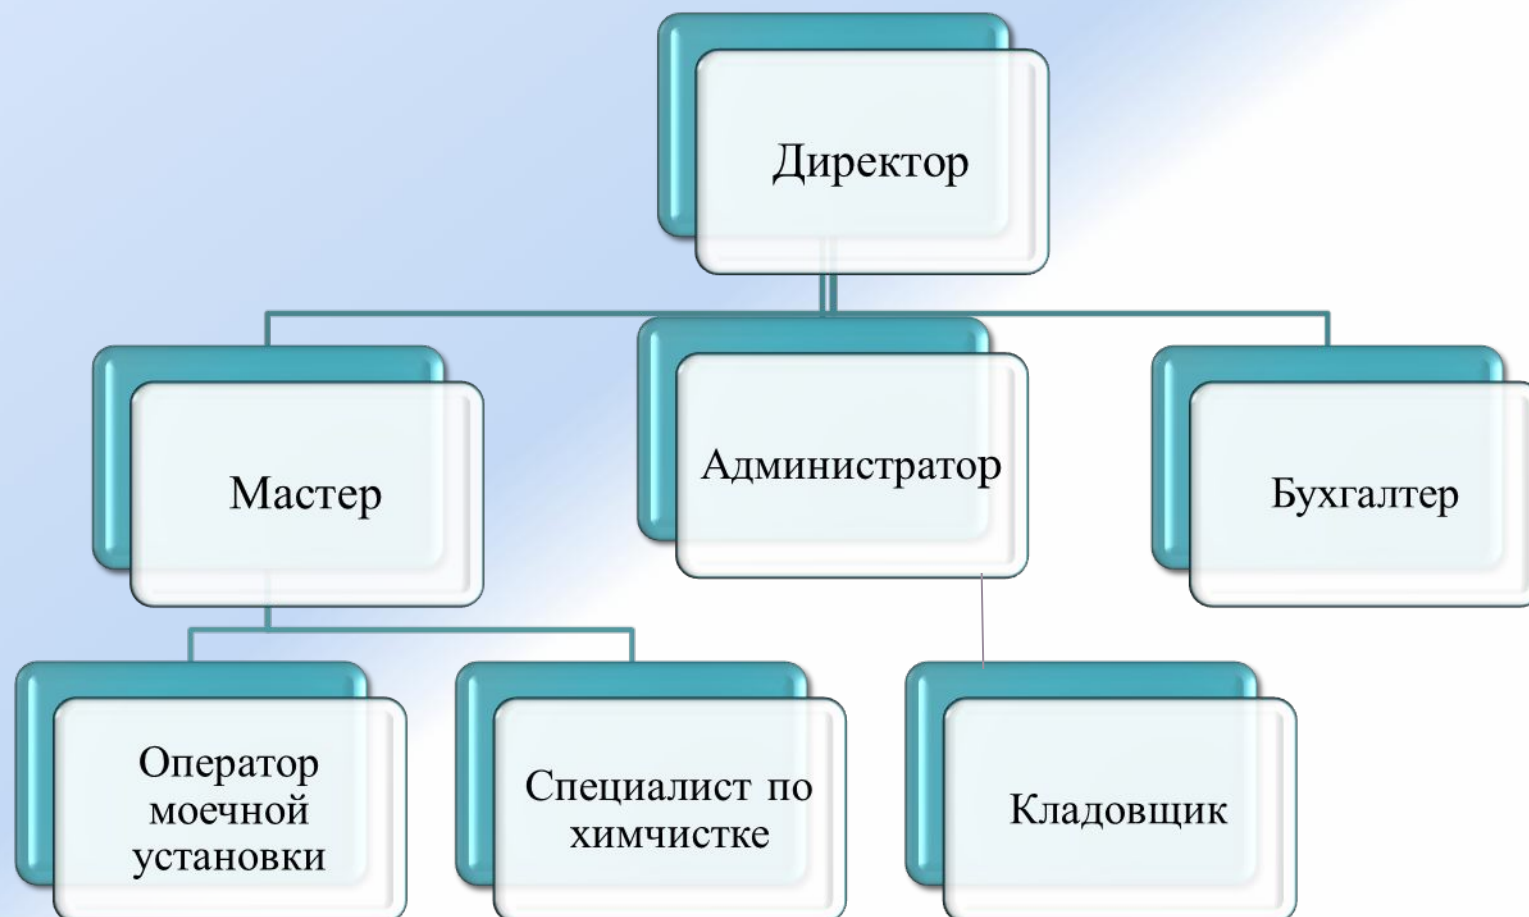 Директор
Мастер
Администратор
Бухгалтер
Оператор
моечной
установки
Специалист по
химчистке
Кладовщик